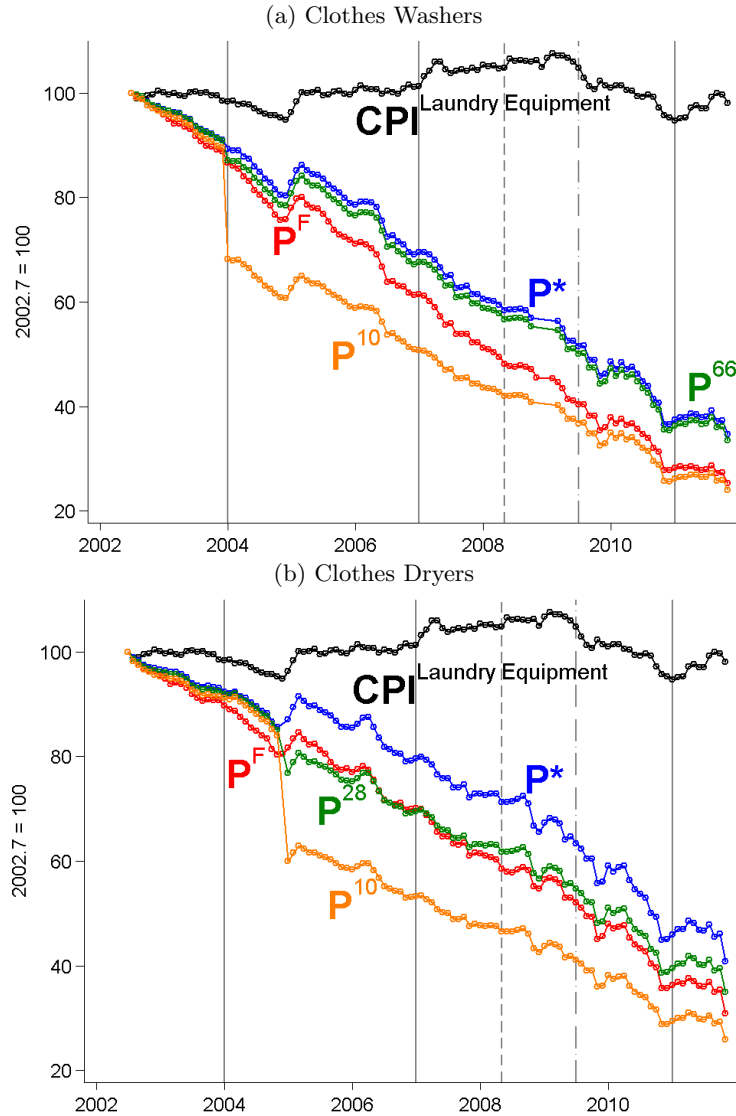 (a) Clothes Washers
100
80
60
40
20
2002.7 = 100
CPI Laundry Equipment
P^F
P*
P^10
P^66
2002 2004 2006 2008 2010
(b) Clothes Dryers
100
80
60
40
20
2002.7 = 100
CPI Laundry Equipment
P^F
P*
P^28
P^10
2002 2004 2006 2008 2010